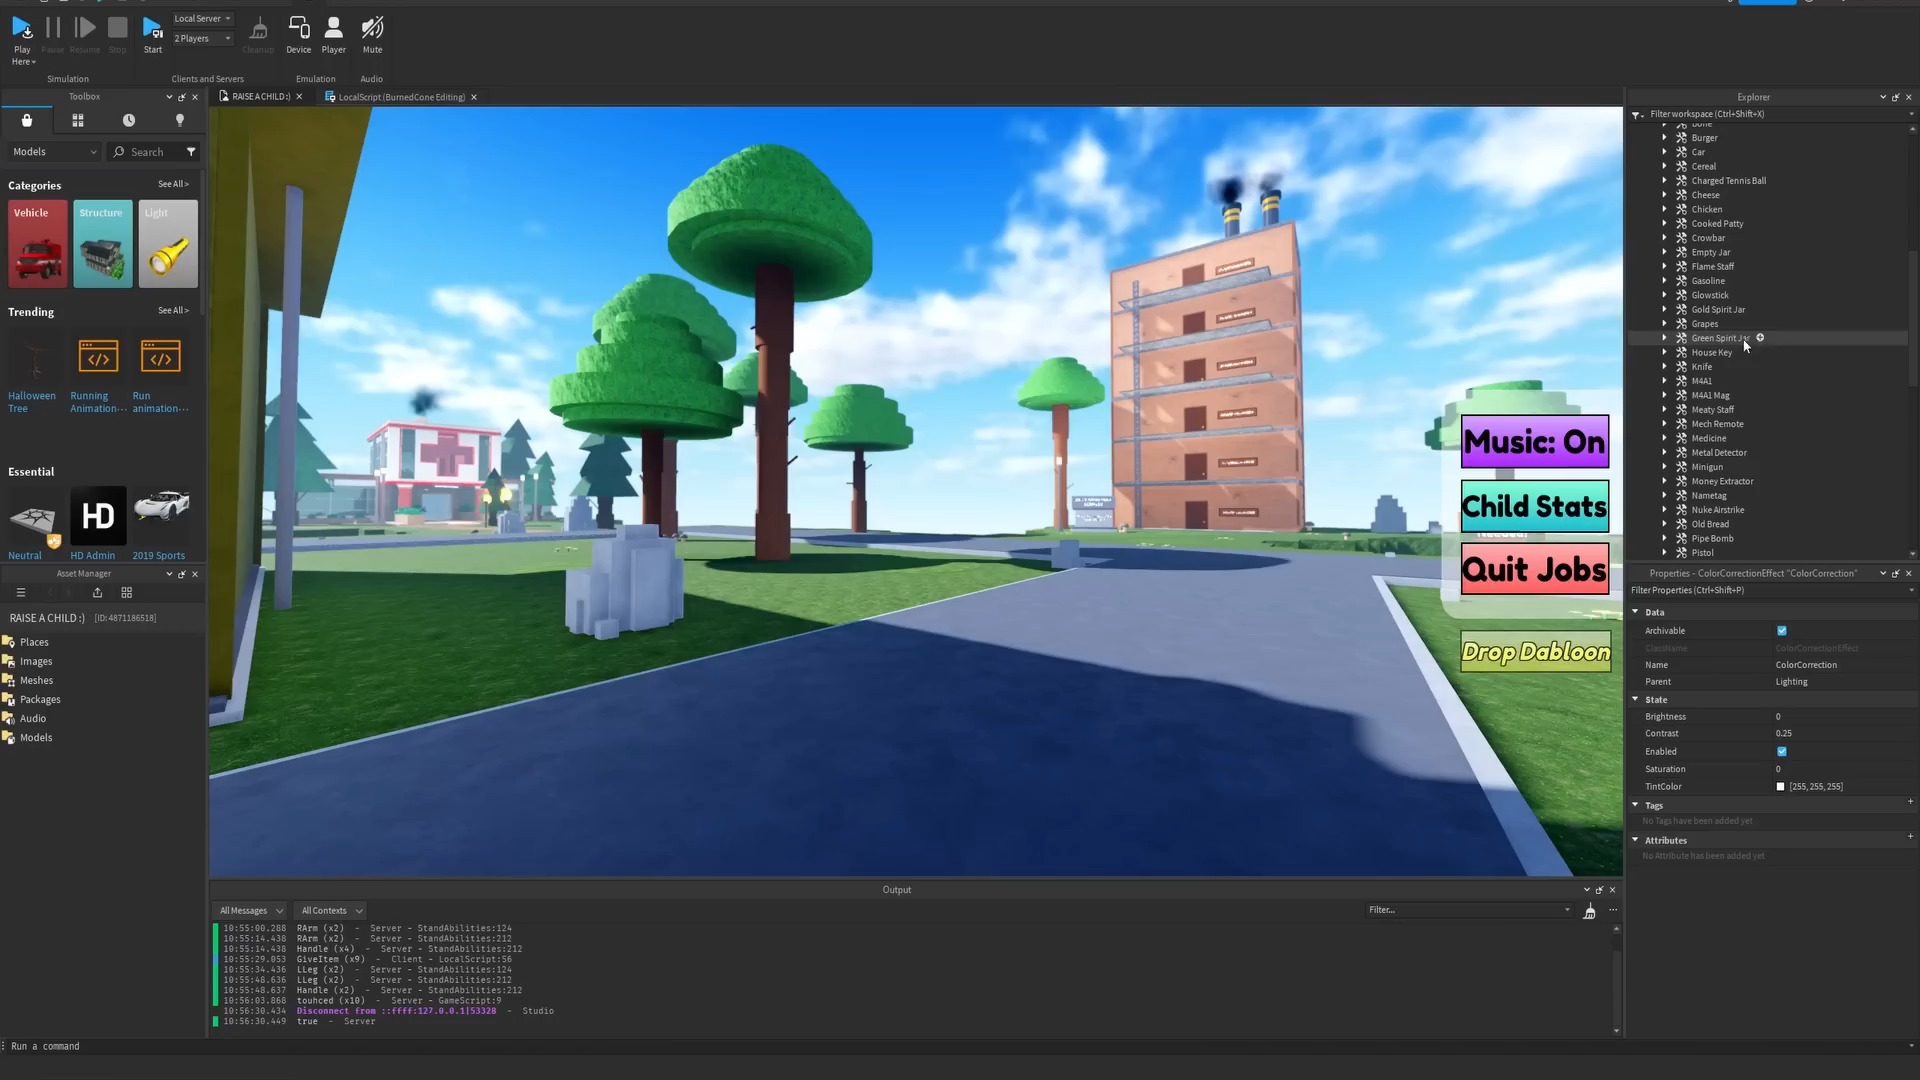 Play
Here
Pause
Resume
Stop
Simulation
Start
Local Server
2 Players
Cleanup
Clients and Servers
Device
Player
Emulation
Mute
Audio
Toolbox
RAISE A CHILD :)
LocalScript (BurnedCone Editing)
Models
Search
Categories
See All>
Vehicle
Structure
Light
Trending
See All>
Halloween
Tree
Running
Animation···
Run
animation···
Essential
See All>
HD
Neutral
HD Admin
2019 Sports
Asset Manager
RAISE A CHILD :)
[ID:4871186518]
Places
Images
Meshes
Packages
Audio
Models
Music: On
Child Stats
Quit Jobs
Drop Dabloon
Explorer
Filter workspace (Ctrl+Shift+X)
Bone
Burger
Car
Cereal
Charged Tennis Ball
Cheese
Chicken
Cooked Patty
Crowbar
Empty Jar
Flame Staff
Gasoline
Glowstick
Gold Spirit Jar
Grapes
Green Spirit Jar
House Key
Knife
M4A1
M4A1 Mag
Meaty Staff
Mech Remote
Medicine
Metal Detector
Minigun
Money Extractor
Nametag
Nuke Airstrike
Old Bread
Pipe Bomb
Pistol
Properties - ColorCorrectionEffect "ColorCorrection"
Filter Properties (Ctrl+Shift+P)
Data
Archivable
ClassName ColorCorrectionEffect
Name ColorCorrection
Parent Lighting
State
Brightness 0
Contrast 0.25
Enabled
Saturation 0
TintColor [255, 255, 255]
Tags
No Tags have been added yet
Attributes
No Attribute has been added yet
Output
All Messages
All Contexts
Filter...
10:55:00.288 RArm (x2) - Server - StandAbilities:124
10:55:14.438 RArm (x2) - Server - StandAbilities:212
10:55:14.438 Handle (x4) - Server - StandAbilities:212
10:55:29.053 GiveItem (x9) - Client - LocalScript:56
10:55:34.436 LLeg (x2) - Server - StandAbilities:124
10:55:48.636 LLeg (x2) - Server - StandAbilities:212
10:55:48.637 Handle (x2) - Server - StandAbilities:212
10:56:03.868 touhced (x10) - Server - GameScript:9
10:56:30.434 Disconnect from ::ffff:127.0.0.1|53328 - Studio
10:56:30.449 true - Server
Run a command